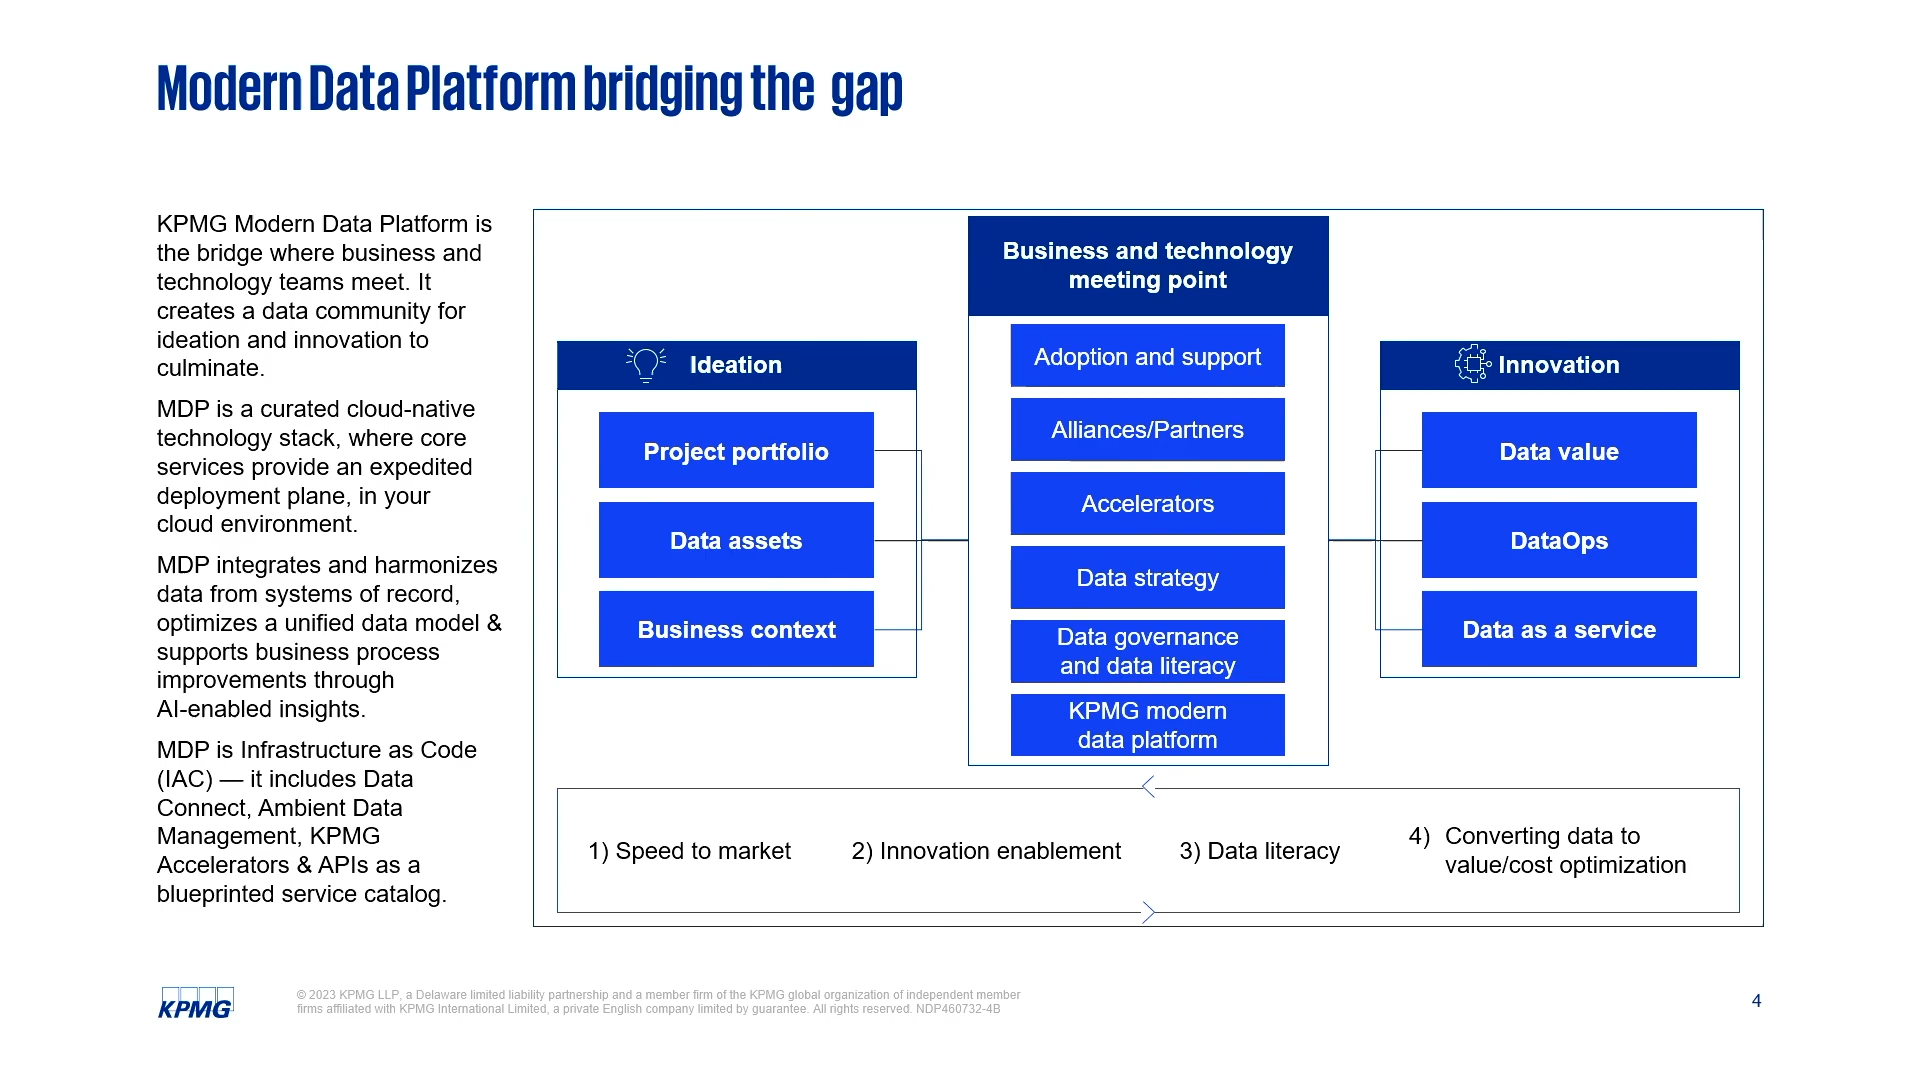 Modern Data Platform bridging the gap
KPMG Modern Data Platform is
the bridge where business and
technology teams meet. It
creates a data community for
ideation and innovation to
culminate.
MDP is a curated cloud-native
technology stack, where core
services provide an expedited
deployment plane, in your
cloud environment.
MDP integrates and harmonizes
data from systems of record,
optimizes a unified data model &
supports business process
improvements through
AI-enabled insights.
MDP is Infrastructure as Code
(IAC) — it includes Data
Connect, Ambient Data
Management, KPMG
Accelerators & APIs as a
blueprinted service catalog.
Ideation
Project portfolio
Data assets
Business context
Business and technology
meeting point
Adoption and support
Alliances/Partners
Accelerators
Data strategy
Data governance
and data literacy
KPMG modern
data platform
Innovation
Data value
DataOps
Data as a service
1) Speed to market
2) Innovation enablement
3) Data literacy
4) Converting data to
value/cost optimization
KPMG
© 2023 KPMG LLP, a Delaware limited liability partnership and a member firm of the KPMG global organization of independent member
firms affiliated with KPMG International Limited, a private English company limited by guarantee. All rights reserved. NDP460732-4B
4